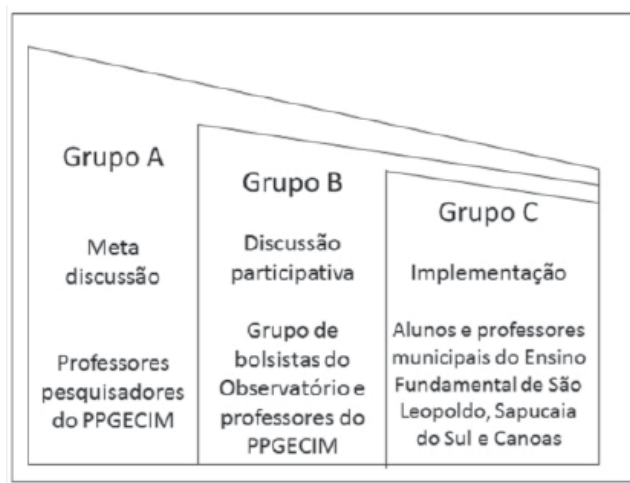 Grupo A
Meta
discussão
Professores
pesquisadores
do PPGECIM
Grupo B
Discussão
participativa
Grupo de
bolsistas do
Observatório e
professores do
PPGECIM
Grupo C
Implementação
Alunos e professores
municipais do Ensino
Fundamental de São
Leopoldo, Sapucaia
do Sul e Canoas